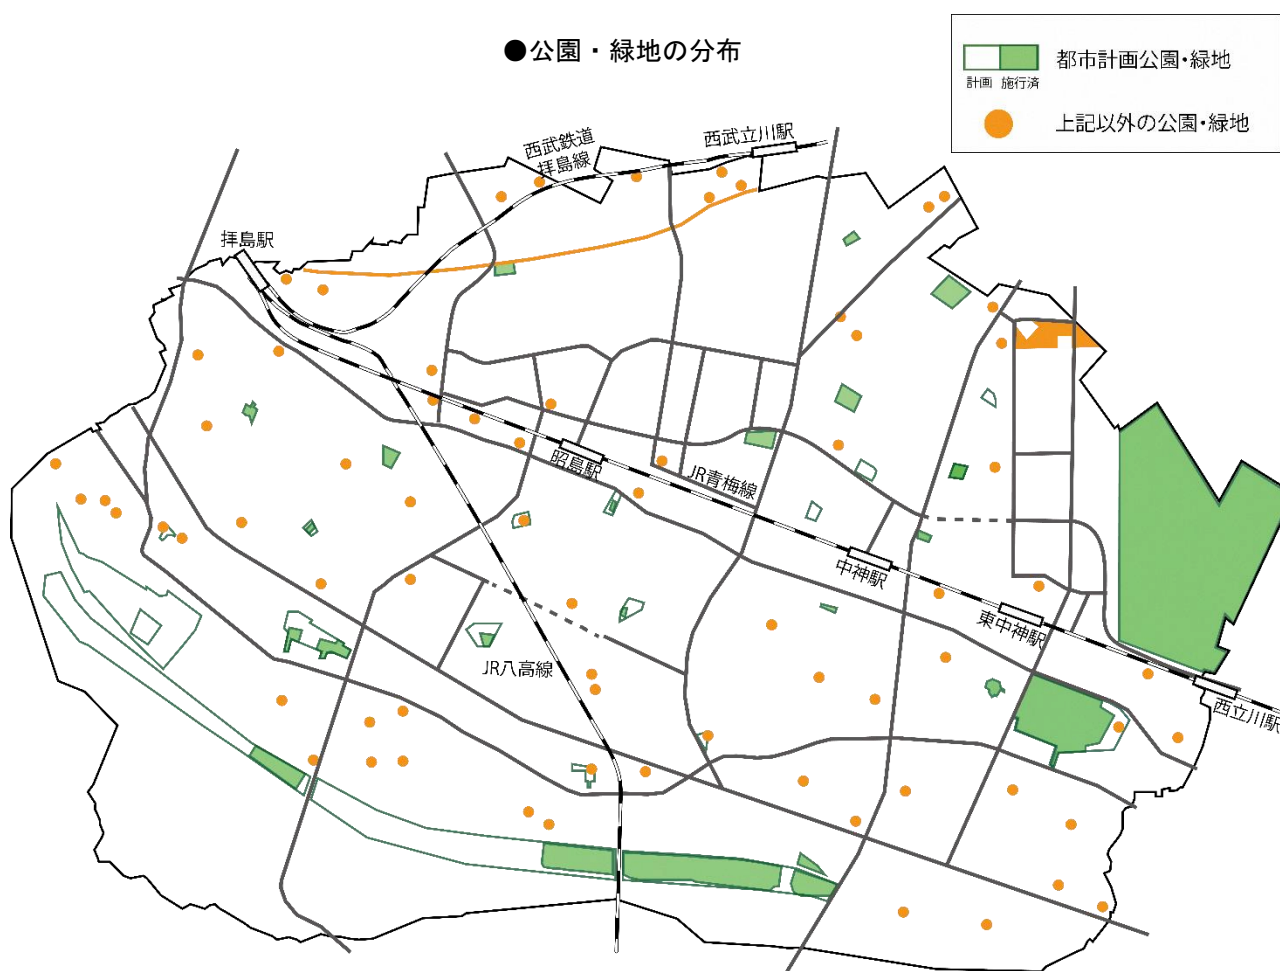 ●公園・緑地の分布
都市計画公園・緑地
計画 施行済
上記以外の公園・緑地
西武鉄道
拝島線
西武立川駅
拝島駅
昭島駅
JR青梅線
中神駅
東中神駅
JR八高線
西立川駅